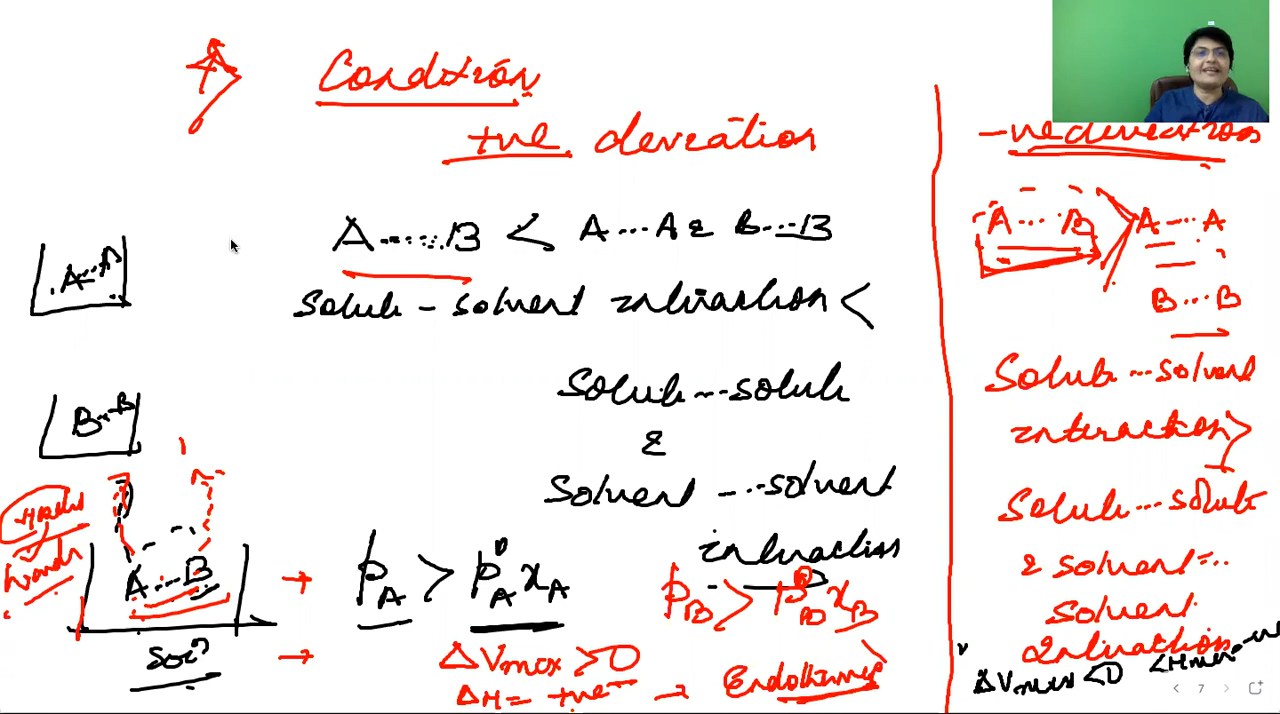 Condition
+ve deviation
A......B < A...A & B...B
Solute - solvent interaction <
Solute...solute
&
Solvent -..solvent
interaction
A...A
B...B
A...B
Soln
→ pA > p°A xA
pB > p°B xB
→ ΔVmix > 0
ΔH = +ve → Endothermic
-ve deviation
A...B > A...A
B...B
Solute...solvent
interaction >
Solute...solute
& solvent...
solvent
Interaction
ΔVmix < 0
7